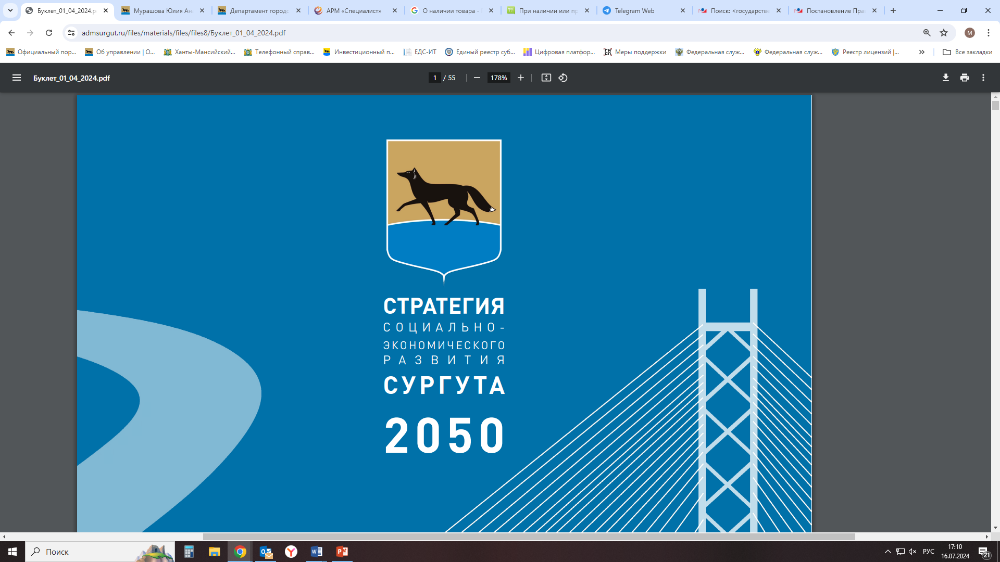 Буклет_01_04_2024.p
Мурашова Юлия Ан
Департамент городс
АРМ «Специалист»
О наличии товара -
При наличии или пр
Telegram Web
Поиск: <государстве
Постановление Пра
admsurgut.ru/files/materials/files/files8/Буклет_01_04_2024.pdf
M
Официальный пор...
Об управлении | О...
Ханты-Мансийский...
Телефонный справ...
Инвестиционный п...
ЕДС-ИТ
Единый реестр суб...
Цифровая платфор...
Меры поддержки
Федеральная служ...
Федеральная служ...
Реестр лицензий |...
Все закладки
Буклет_01_04_2024.pdf
1 / 55
178%
СТРАТЕГИЯ
СОЦИАЛЬНО-
ЭКОНОМИЧЕСКОГО
РАЗВИТИЯ
СУРГУТА
2050
Поиск
РУС
17:10
16.07.2024
21